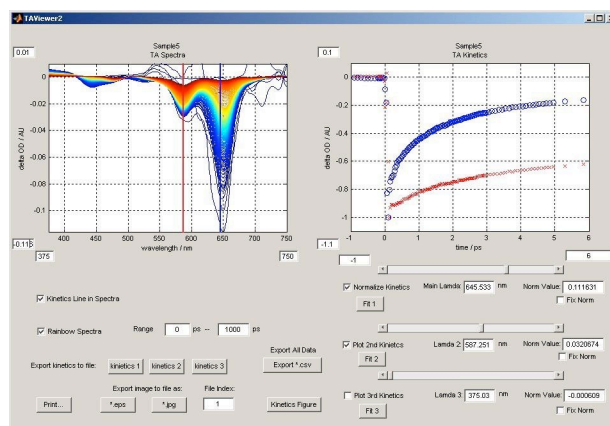 TAViewer2
0.01
Sample5
TA Spectra
0
-0.02
-0.04
-0.06
-0.08
-0.1
delta OD / AU
-0.115
400 450 500 550 600 650 700 750
wavelength / nm
375
750
0.1
Sample5
TA Kinetics
0
-0.2
-0.4
-0.6
-0.8
-1
delta OD / AU
-1.1
-1 0 1 2 3 4 5 6
time / ps
-1
6
Kinetics Line in Spectra
Rainbow Spectra Range 0 ps -- 1000 ps
Export All Data
Export kinetics to file: kinetics 1 kinetics 2 kinetics 3 Export *.csv
Export image to file as: File Index:
Print... *.eps *.jpg 1 Kinetics Figure
Normalize Kinetics Main Lamda: 645.533 nm Norm Value: 0.111631
Fit 1 Fix Norm
Plot 2nd Kinietcs Lamda 2: 587.251 nm Norm Value: 0.0320674
Fit 2 Fix Norm
Plot 3rd Kinetics Lamda 3: 375.03 nm Norm Value: -0.000609
Fit 3 Fix Norm